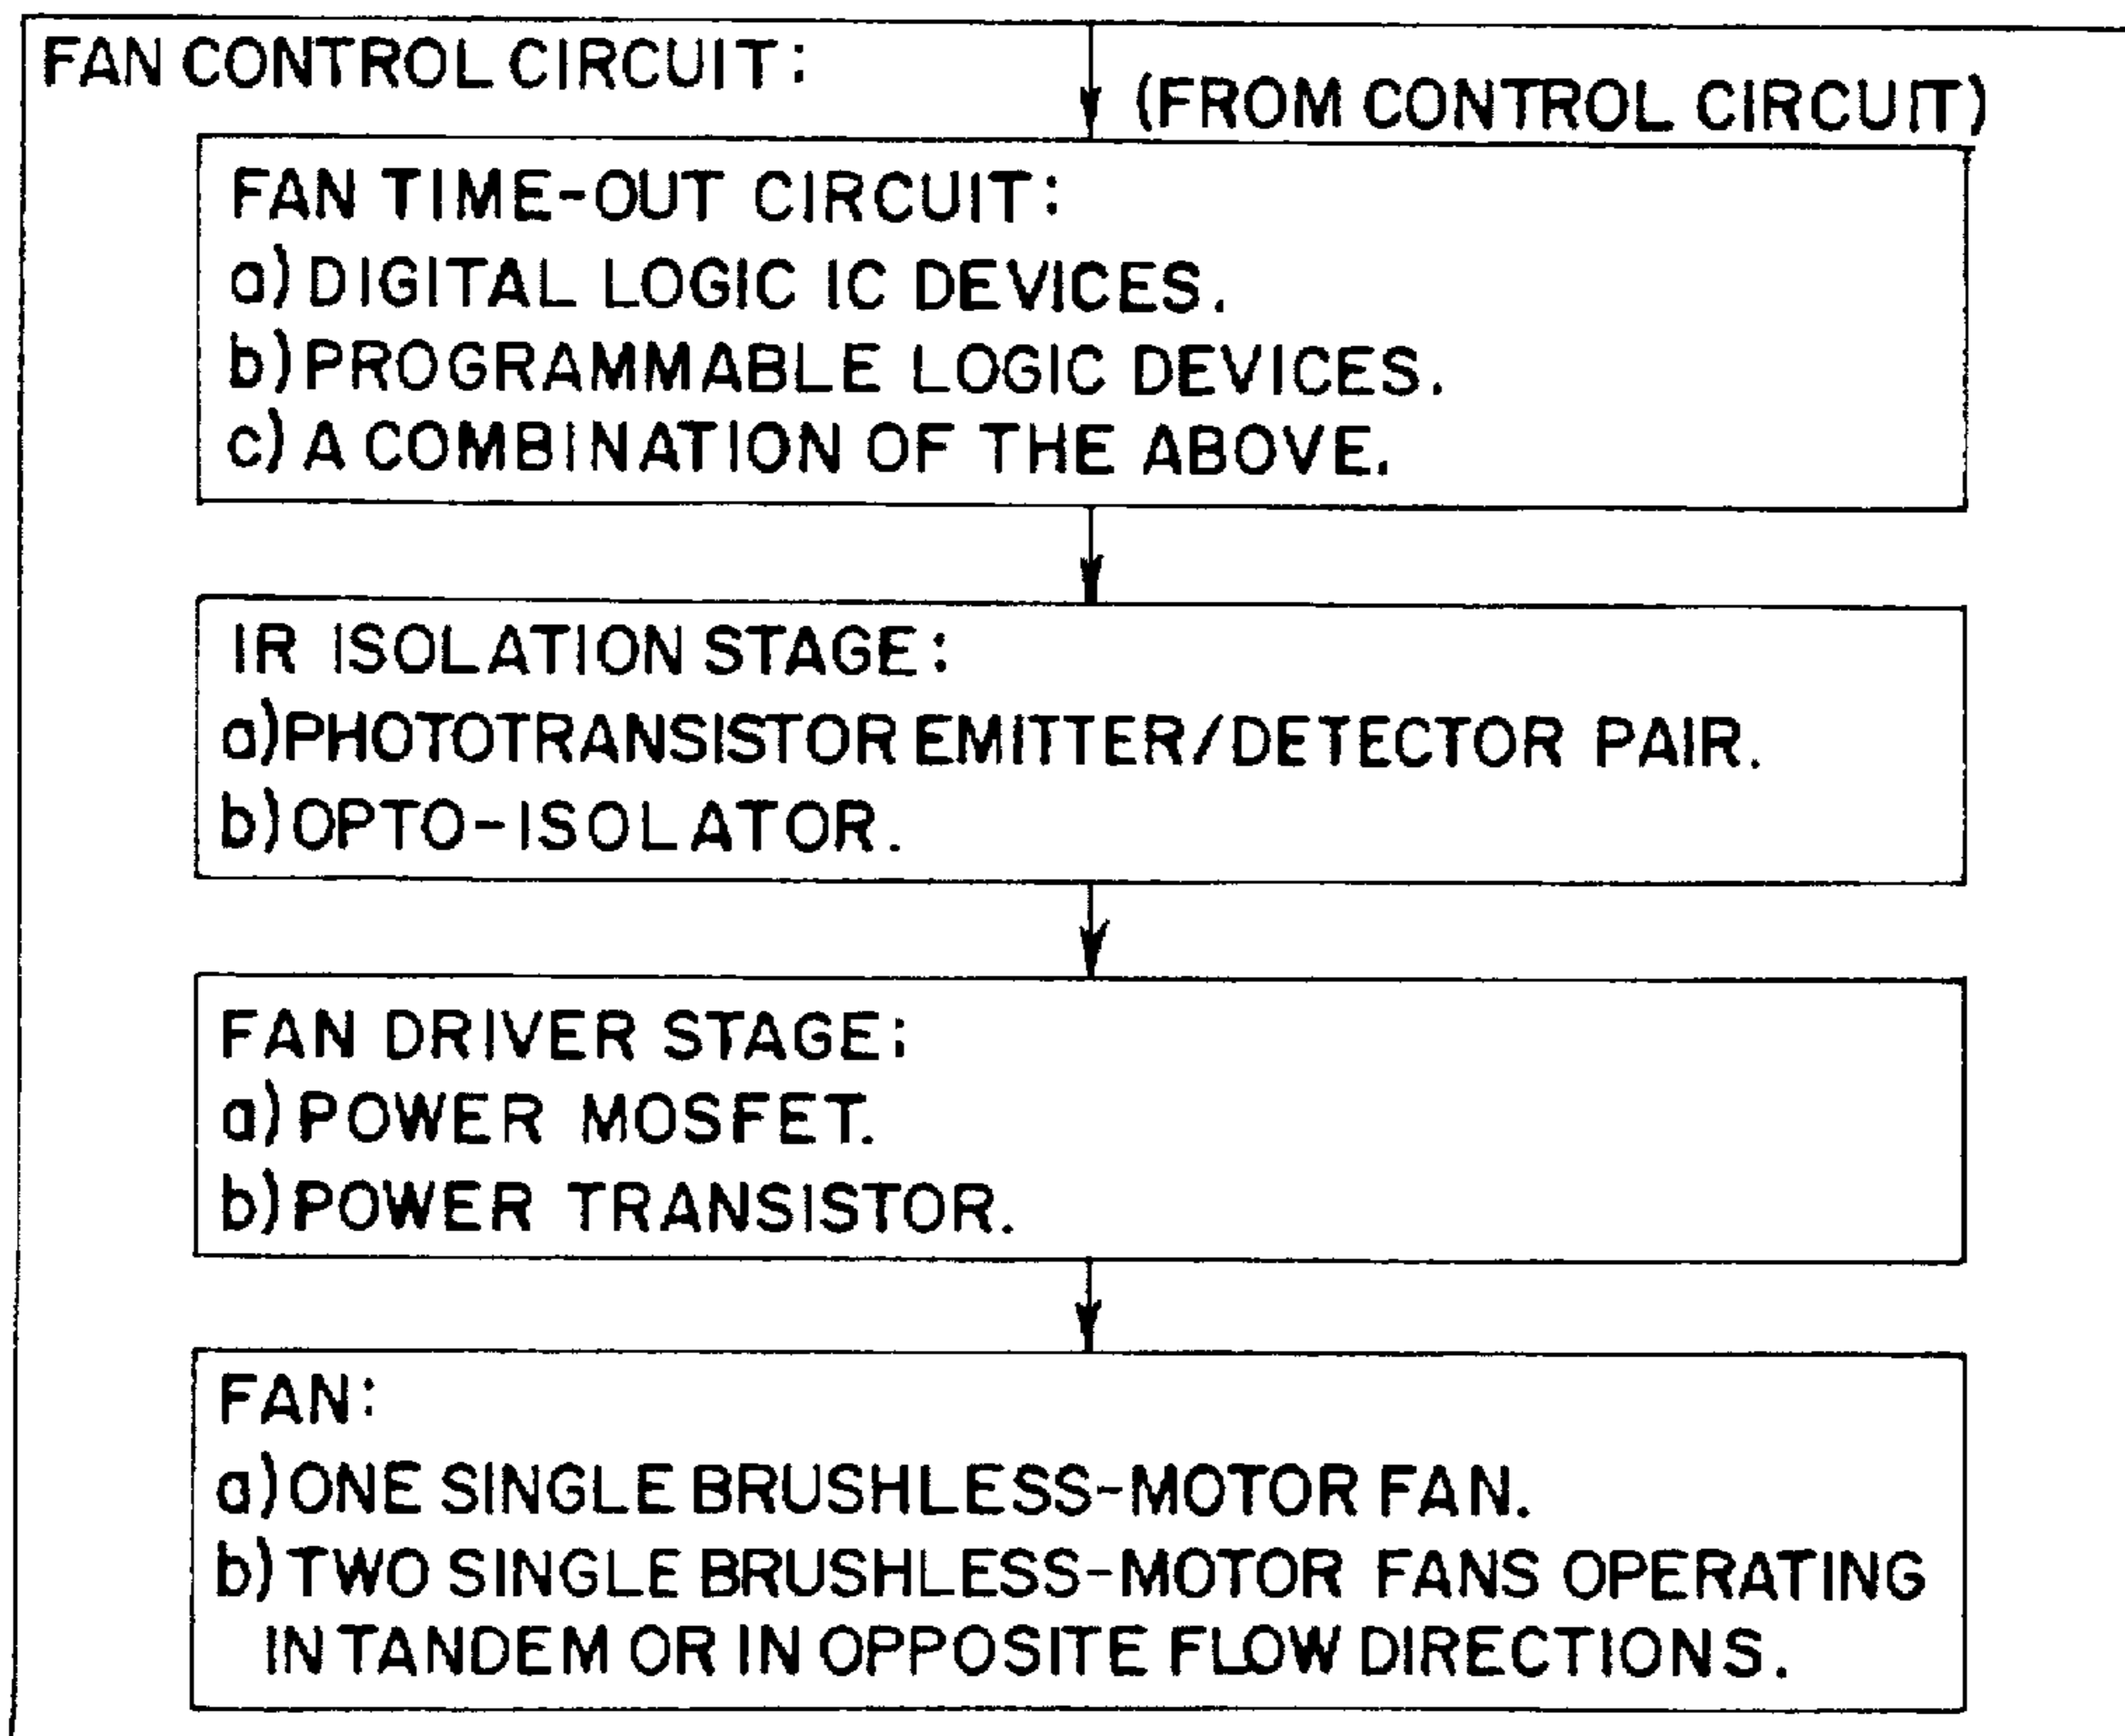 FAN CONTROL CIRCUIT:
(FROM CONTROL CIRCUIT)
FAN TIME-OUT CIRCUIT:
a) DIGITAL LOGIC IC DEVICES.
b) PROGRAMMABLE LOGIC DEVICES.
c) A COMBINATION OF THE ABOVE.
IR ISOLATION STAGE:
a) PHOTOTRANSISTOR EMITTER/DETECTOR PAIR.
b) OPTO-ISOLATOR.
FAN DRIVER STAGE:
a) POWER MOSFET.
b) POWER TRANSISTOR.
FAN:
a) ONE SINGLE BRUSHLESS-MOTOR FAN.
b) TWO SINGLE BRUSHLESS-MOTOR FANS OPERATING
IN TANDEM OR IN OPPOSITE FLOW DIRECTIONS.